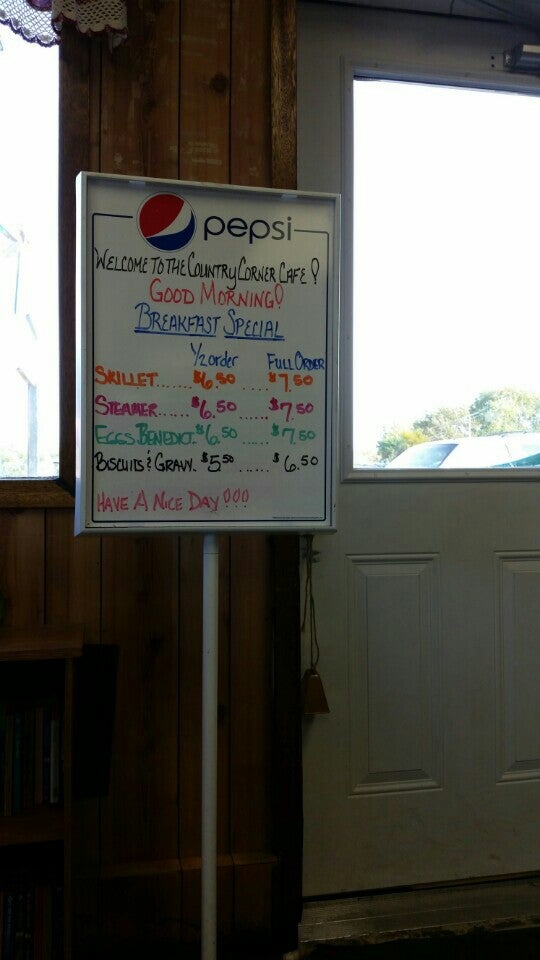 pepsi
WELCOME TO THE COUNTRY CORNER CAFE!
GOOD MORNING!
BREAKFAST SPECIAL
1/2 order FULL ORDER
SKILLET....... $6.50 .... $7.50
STEAMER...... $6.50 ..... $7.50
EGGS BENEDICT. $6.50 ..... $7.50
BISCUITS & GRAVY. $5.50 ...... $6.50
HAVE A NICE DAY!!!